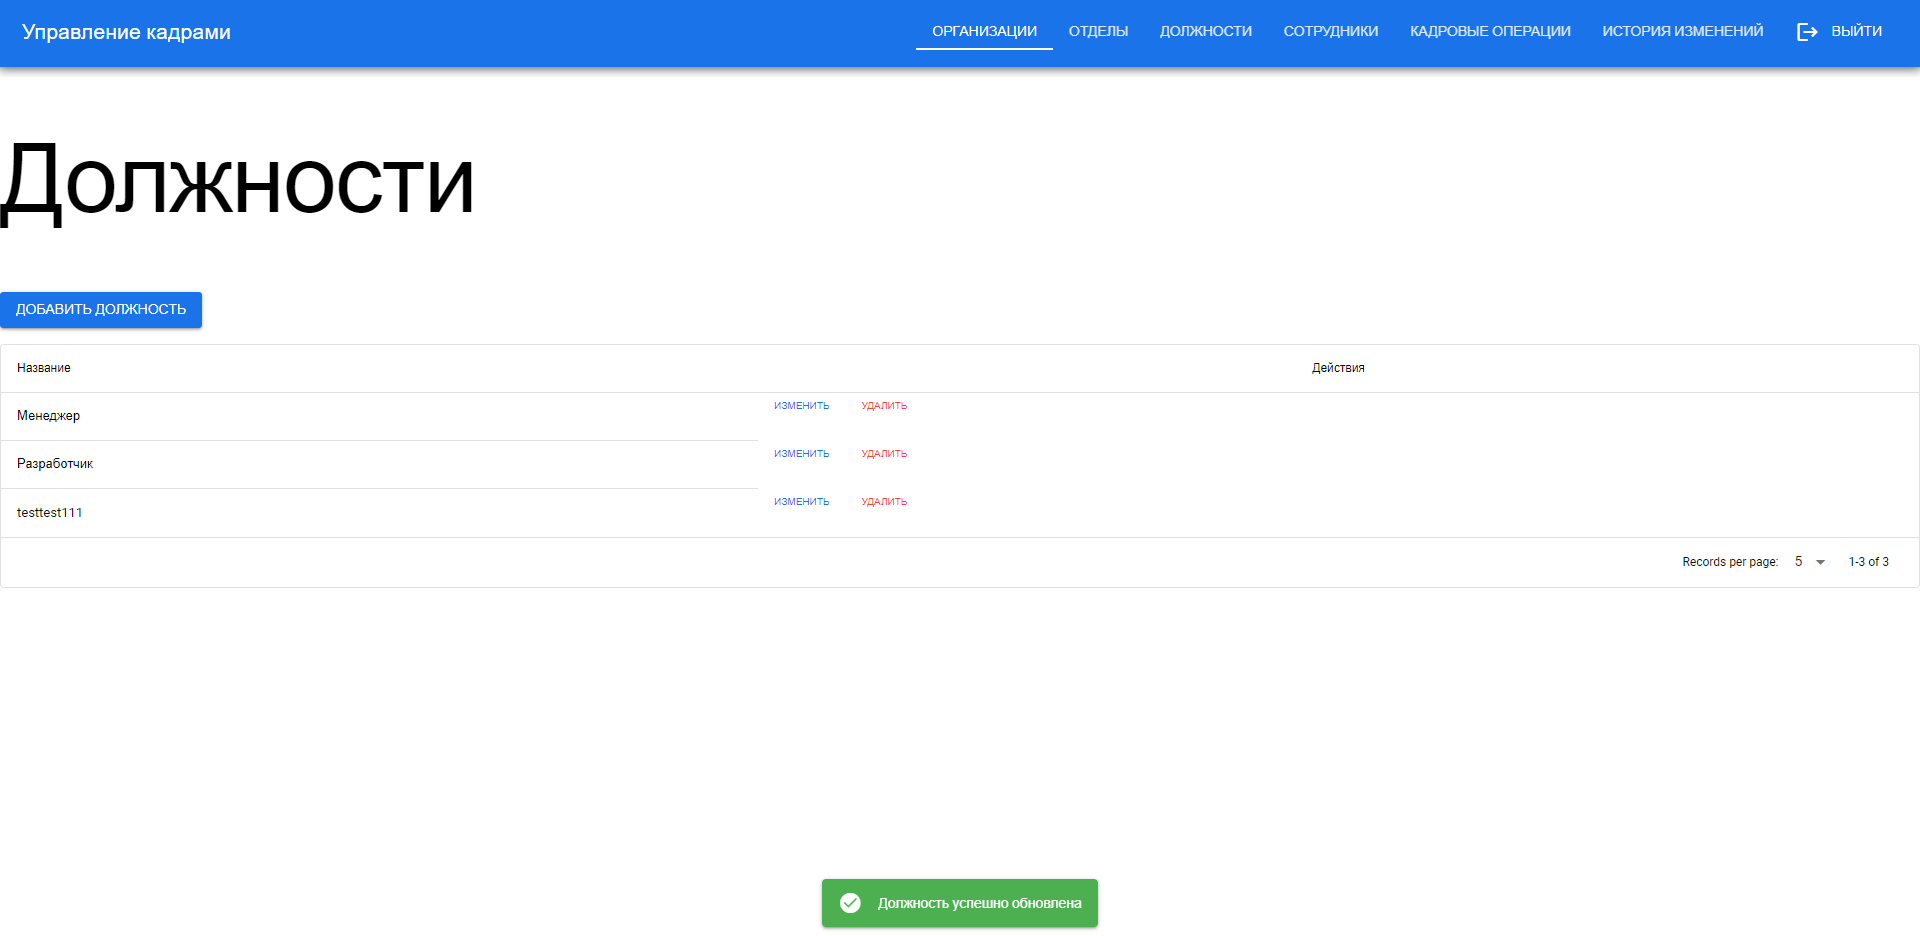 Управление кадрами
ОРГАНИЗАЦИИ
ОТДЕЛЫ
ДОЛЖНОСТИ
СОТРУДНИКИ
КАДРОВЫЕ ОПЕРАЦИИ
ИСТОРИЯ ИЗМЕНЕНИЙ
ВЫЙТИ
Должности
ДОБАВИТЬ ДОЛЖНОСТЬ
Название Действия
Менеджер ИЗМЕНИТЬ УДАЛИТЬ
Разработчик ИЗМЕНИТЬ УДАЛИТЬ
testtest111 ИЗМЕНИТЬ УДАЛИТЬ
Records per page: 5 1-3 of 3
Должность успешно обновлена